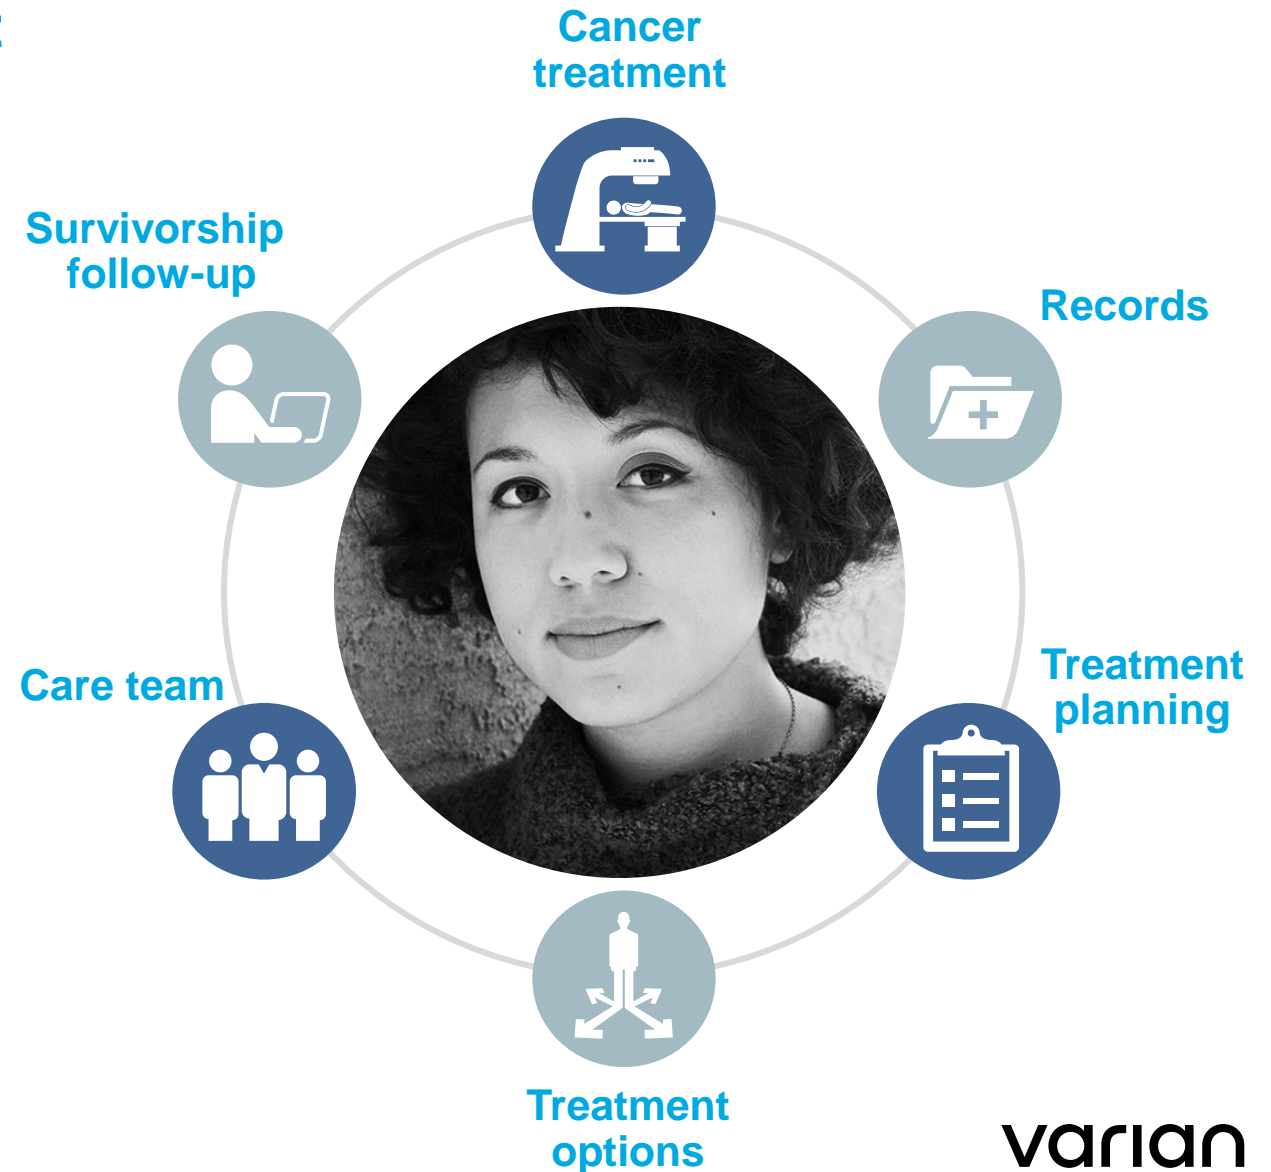 Cancer
treatment
Survivorship
follow-up
Records
Care team
Treatment
planning
Treatment
options
varian